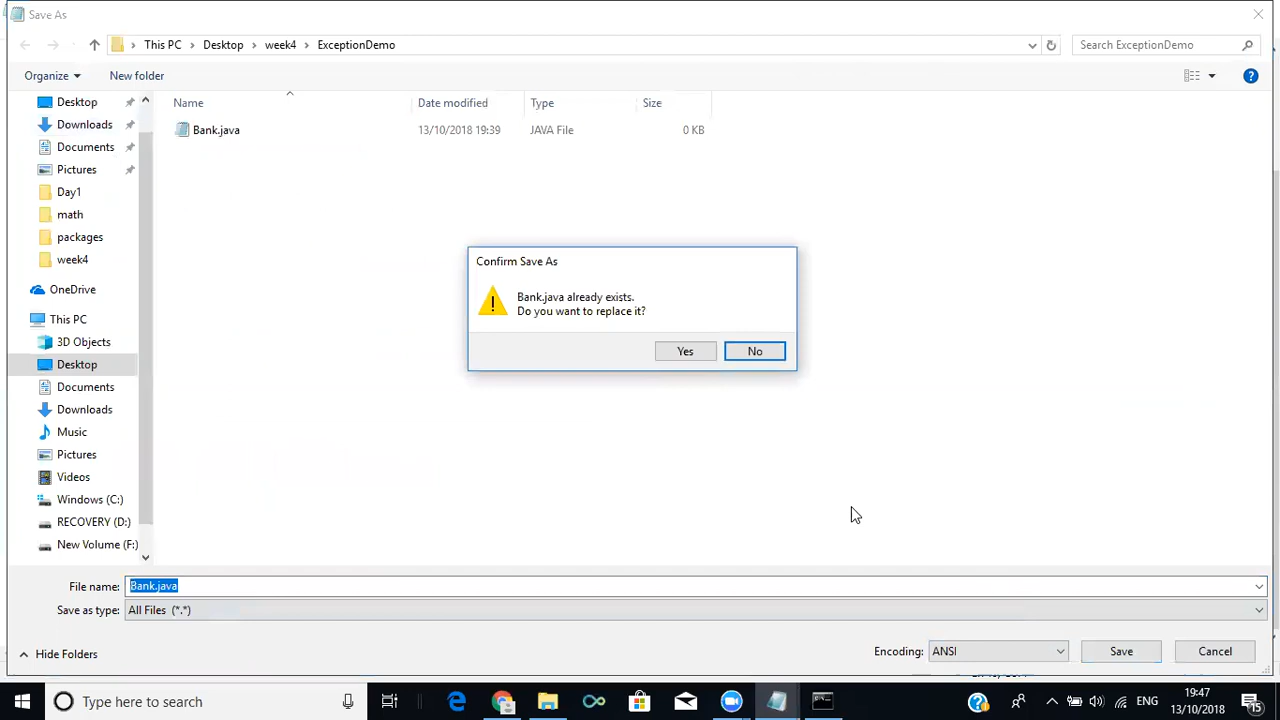 Save As
This PC > Desktop > week4 > ExceptionDemo
Search ExceptionDemo
Organize
New folder
Name
Date modified
Type
Size
Bank.java
13/10/2018 19:39
JAVA File
0 KB
Desktop
Downloads
Documents
Pictures
Day1
math
packages
week4
OneDrive
This PC
3D Objects
Desktop
Documents
Downloads
Music
Pictures
Videos
Windows (C:)
RECOVERY (D:)
New Volume (F:)
Confirm Save As
Bank.java already exists.
Do you want to replace it?
Yes
No
File name:
Bank.java
Save as type:
All Files (*.*)
Hide Folders
Encoding:
ANSI
Save
Cancel
Type here to search
ENG
19:47
13/10/2018
15